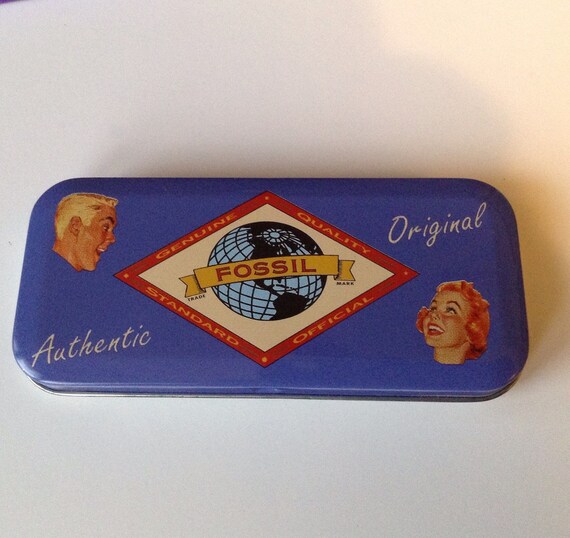 Original
GENUINE QUALITY
FOSSIL
TRADE MARK
STANDARD OFFICIAL
Authentic